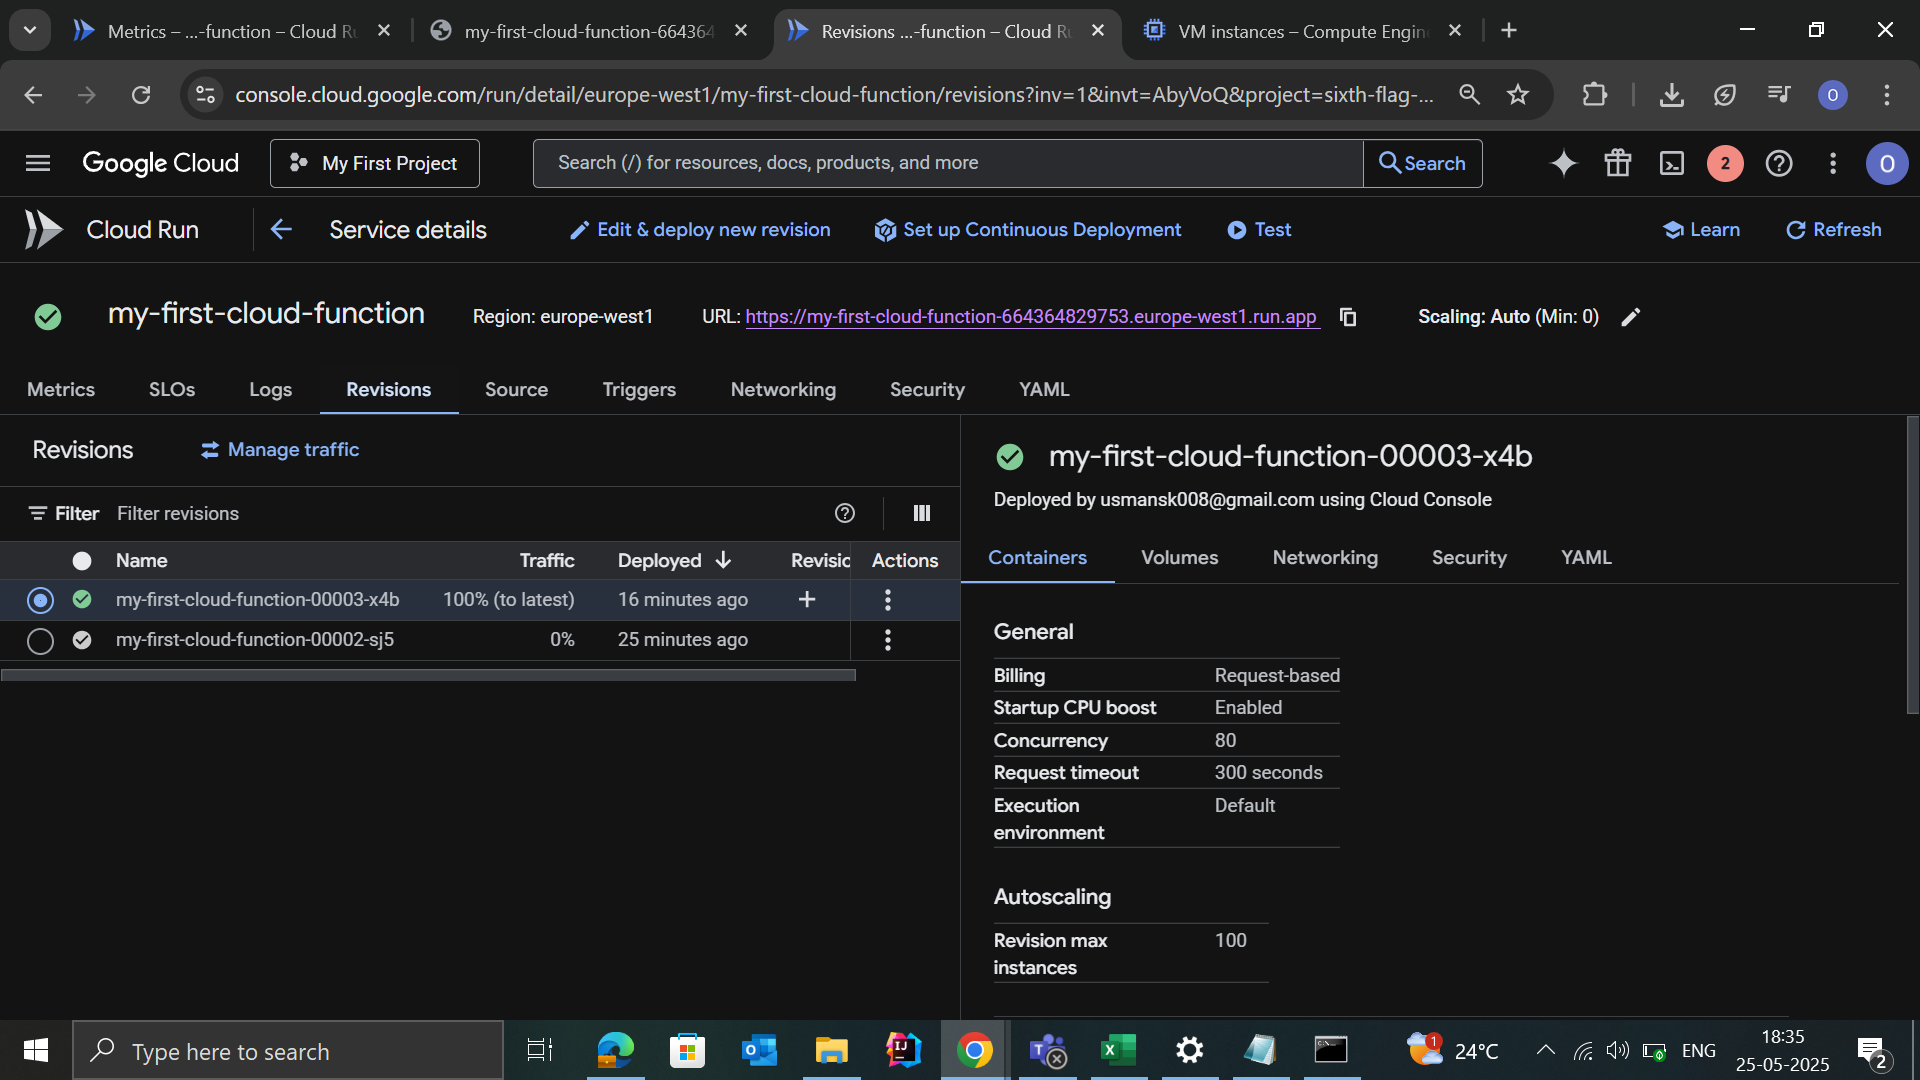 Metrics – ...-function – Cloud Ru
my-first-cloud-function-664364
Revisions ...-function – Cloud Ru
VM instances – Compute Engin
console.cloud.google.com/run/detail/europe-west1/my-first-cloud-function/revisions?inv=1&invt=AbyVoQ&project=sixth-flag-...
O
Google Cloud
My First Project
Search (/) for resources, docs, products, and more
Search
2
O
Cloud Run
Service details
Edit & deploy new revision
Set up Continuous Deployment
Test
Learn
Refresh
my-first-cloud-function
Region: europe-west1
URL: https://my-first-cloud-function-664364829753.europe-west1.run.app
Scaling: Auto (Min: 0)
Metrics
SLOs
Logs
Revisions
Source
Triggers
Networking
Security
YAML
Revisions
Manage traffic
Filter Filter revisions
Name Traffic Deployed Revisio Actions
my-first-cloud-function-00003-x4b 100% (to latest) 16 minutes ago
my-first-cloud-function-00002-sj5 0% 25 minutes ago
my-first-cloud-function-00003-x4b
Deployed by usmansk008@gmail.com using Cloud Console
Containers
Volumes
Networking
Security
YAML
General
Billing Request-based
Startup CPU boost Enabled
Concurrency 80
Request timeout 300 seconds
Execution environment Default
Autoscaling
Revision max instances 100
Type here to search
1
24°C
ENG
18:35
25-05-2025
2